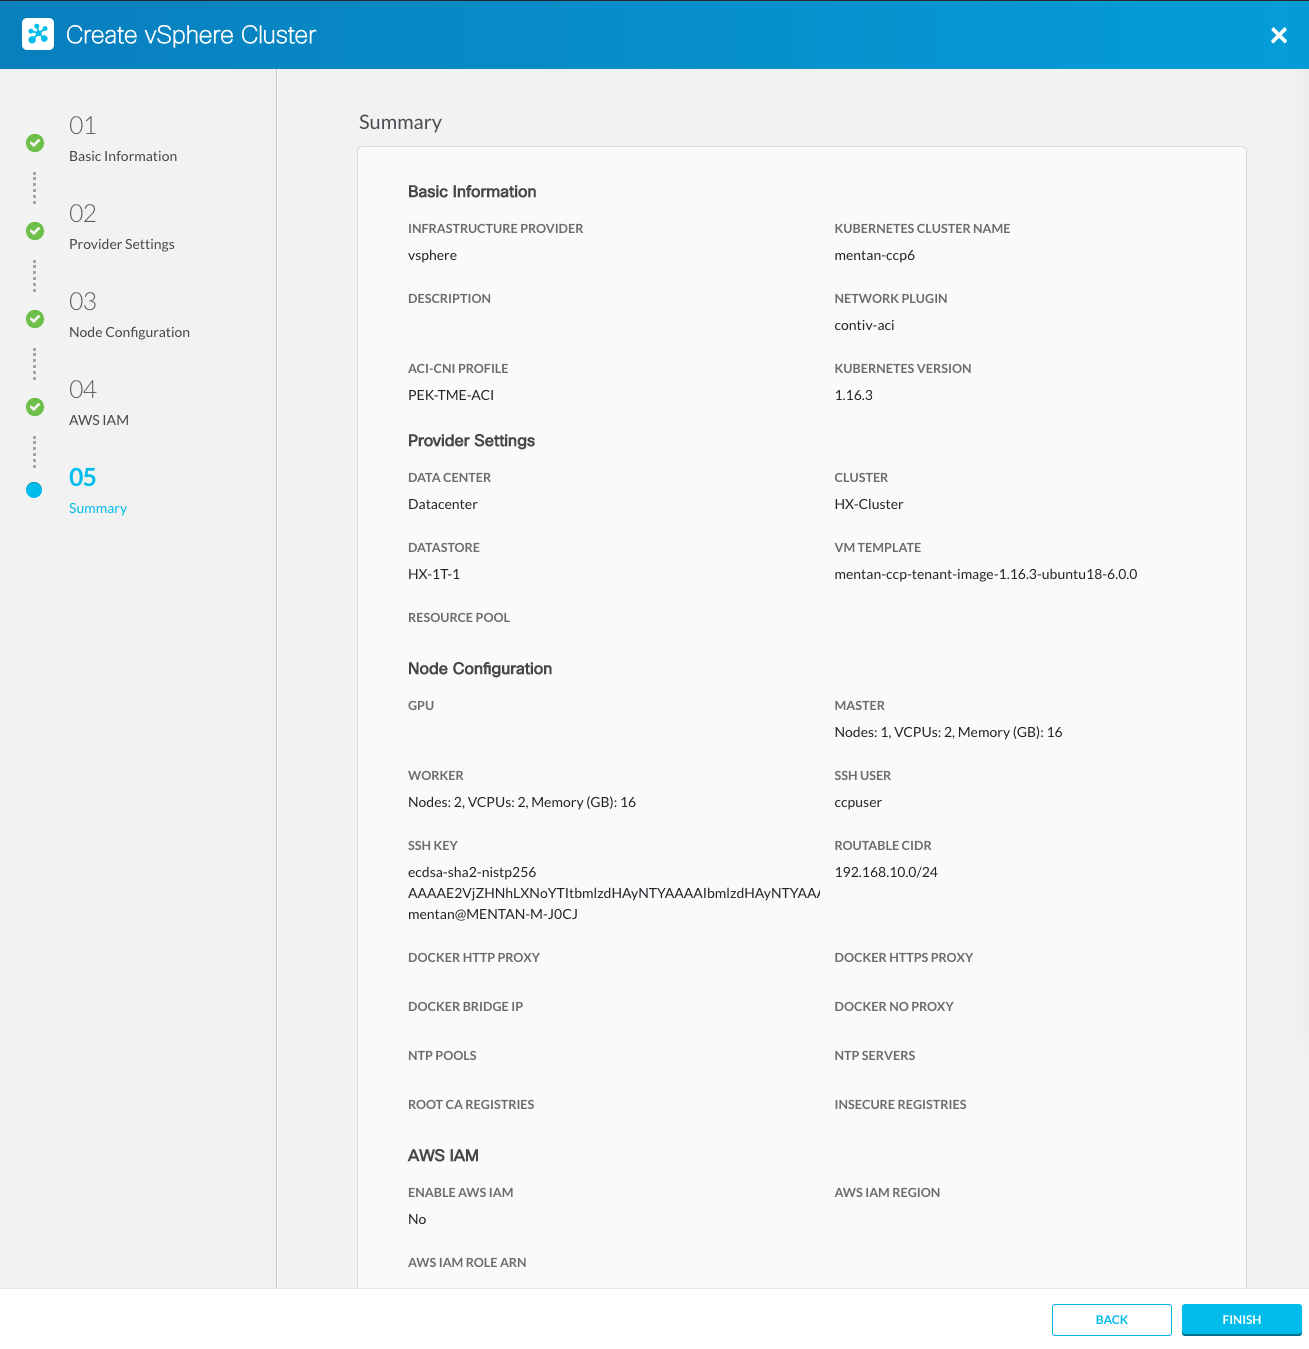 Create vSphere Cluster
01
Basic Information
02
Provider Settings
03
Node Configuration
04
AWS IAM
05
Summary
Summary
Basic Information
INFRASTRUCTURE PROVIDER
vsphere
KUBERNETES CLUSTER NAME
mentan-ccp6
DESCRIPTION
NETWORK PLUGIN
contiv-aci
ACI-CNI PROFILE
PEK-TME-ACI
KUBERNETES VERSION
1.16.3
Provider Settings
DATA CENTER
Datacenter
CLUSTER
HX-Cluster
DATASTORE
HX-1T-1
VM TEMPLATE
mentan-ccp-tenant-image-1.16.3-ubuntu18-6.0.0
RESOURCE POOL
Node Configuration
GPU
MASTER
Nodes: 1, VCPUs: 2, Memory (GB): 16
WORKER
Nodes: 2, VCPUs: 2, Memory (GB): 16
SSH USER
ccpuser
SSH KEY
ecdsa-sha2-nistp256
AAAAE2VjZHNhLXNoYTItbmlzdHAyNTYAAAAIbmlzdHAyNTYAAA
mentan@MENTAN-M-J0CJ
ROUTABLE CIDR
192.168.10.0/24
DOCKER HTTP PROXY
DOCKER HTTPS PROXY
DOCKER BRIDGE IP
DOCKER NO PROXY
NTP POOLS
NTP SERVERS
ROOT CA REGISTRIES
INSECURE REGISTRIES
AWS IAM
ENABLE AWS IAM
No
AWS IAM REGION
AWS IAM ROLE ARN
BACK
FINISH